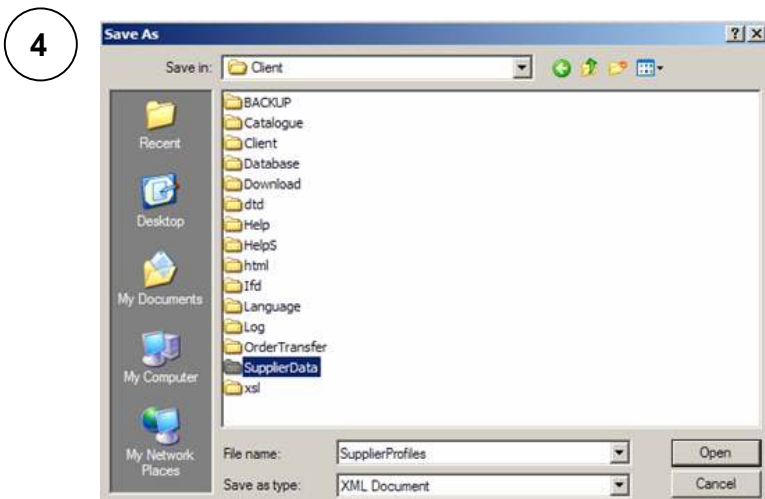 4
Save As
Save in: Client
Recent
Desktop
My Documents
My Computer
My Network
Places
BACKUP
Catalogue
Client
Database
Download
dtd
Help
HelpS
html
Ifd
Language
Log
OrderTransfer
SupplierData
xsl
File name: SupplierProfiles Open
Save as type: XML Document Cancel